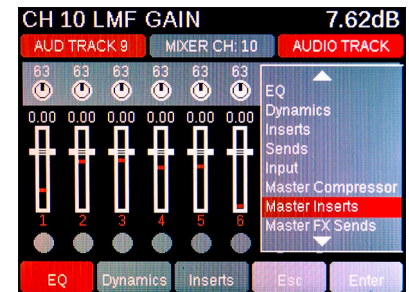 CH 10 LMF GAIN 7.62dB
AUD TRACK 9 MIXER CH: 10 AUDIO TRACK
63 63 63 63 63 63
0.00 0.00 0.00 0.00 0.00 0.00
1 2 3 4 5 6
EQ
Dynamics
Inserts
Sends
Input
Master Compressor
Master Inserts
Master FX Sends
EQ Dynamics Inserts Esc Enter